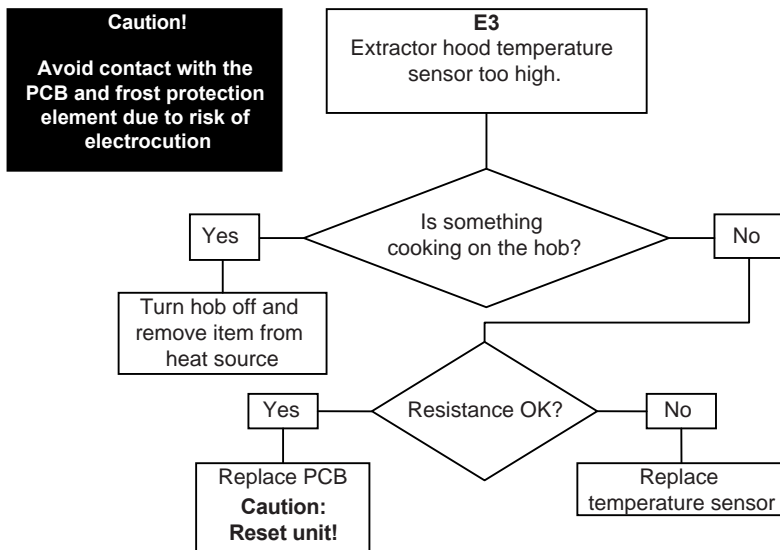 Caution!
Avoid contact with the
PCB and frost protection
element due to risk of
electrocution
E3
Extractor hood temperature
sensor too high.
Is something
cooking on the hob?
Yes
No
Turn hob off and
remove item from
heat source
Resistance OK?
Yes
No
Replace PCB
Caution:
Reset unit!
Replace
temperature sensor